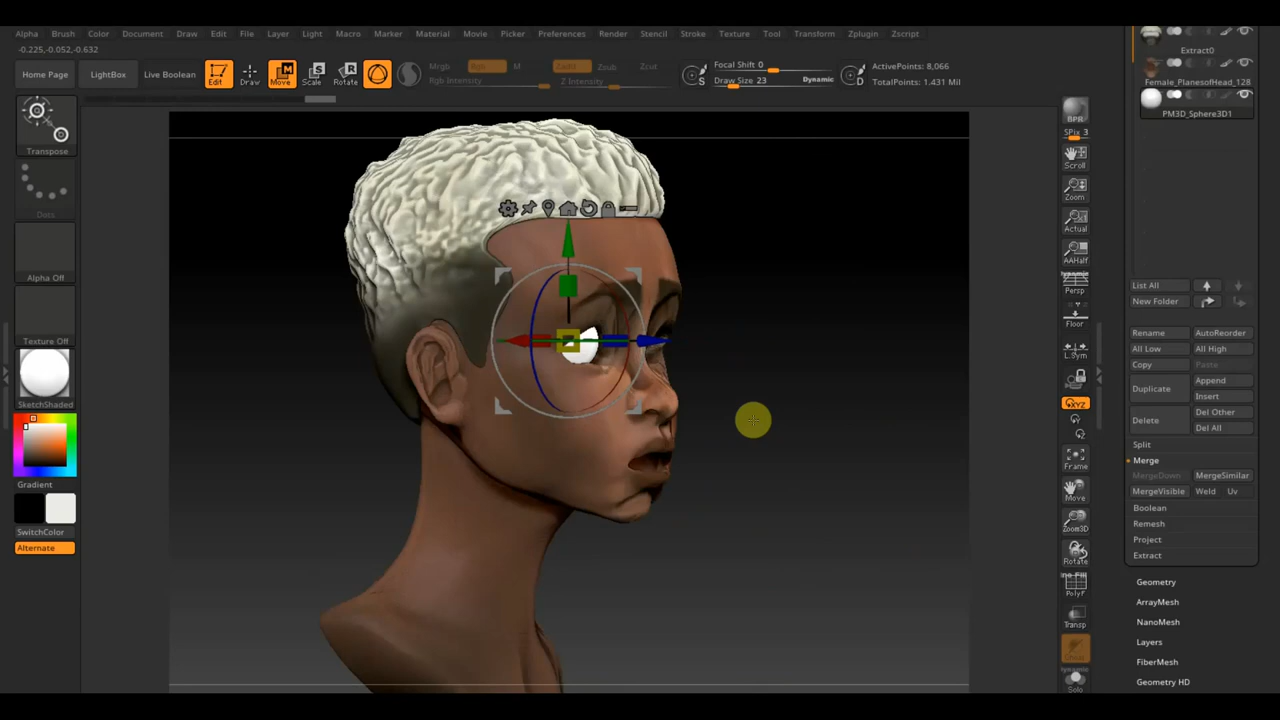 Alpha Brush Color Document Draw Edit File Layer Light Macro Marker Material Movie Picker Preferences Render Stencil Stroke Texture Tool Transform Zplugin Zscript
-0.225,-0.052,-0.632
Home Page LightBox Live Boolean Edit Draw Move Scale Rotate
Mrgb Rgb M Zadd Zsub Zcut
Rgb Intensity Z Intensity
Focal Shift 0
Draw Size 23 Dynamic
S
D
ActivePoints: 8,066
TotalPoints: 1.431 Mil
Transpose
Dots
Alpha Off
Texture Off
SketchShaded
Gradient
SwitchColor
Alternate
BPR
SPix 3
Scroll
Zoom
Actual
AAHalf
Dynamic
Persp
Floor
L.Sym
XYZ
Frame
Move
Zoom3D
Rotate
Line Fill
PolyF
Transp
Ghost
Dynamic
Solo
Extract0
Female_PlanesofHead_128
PM3D_Sphere3D1
List All
New Folder
Rename AutoReorder
All Low All High
Copy Paste
Duplicate Append
Insert
Delete Del Other
Del All
Split
Merge
MergeDown MergeSimilar
MergeVisible Weld Uv
Boolean
Remesh
Project
Extract
Geometry
ArrayMesh
NanoMesh
Layers
FiberMesh
Geometry HD